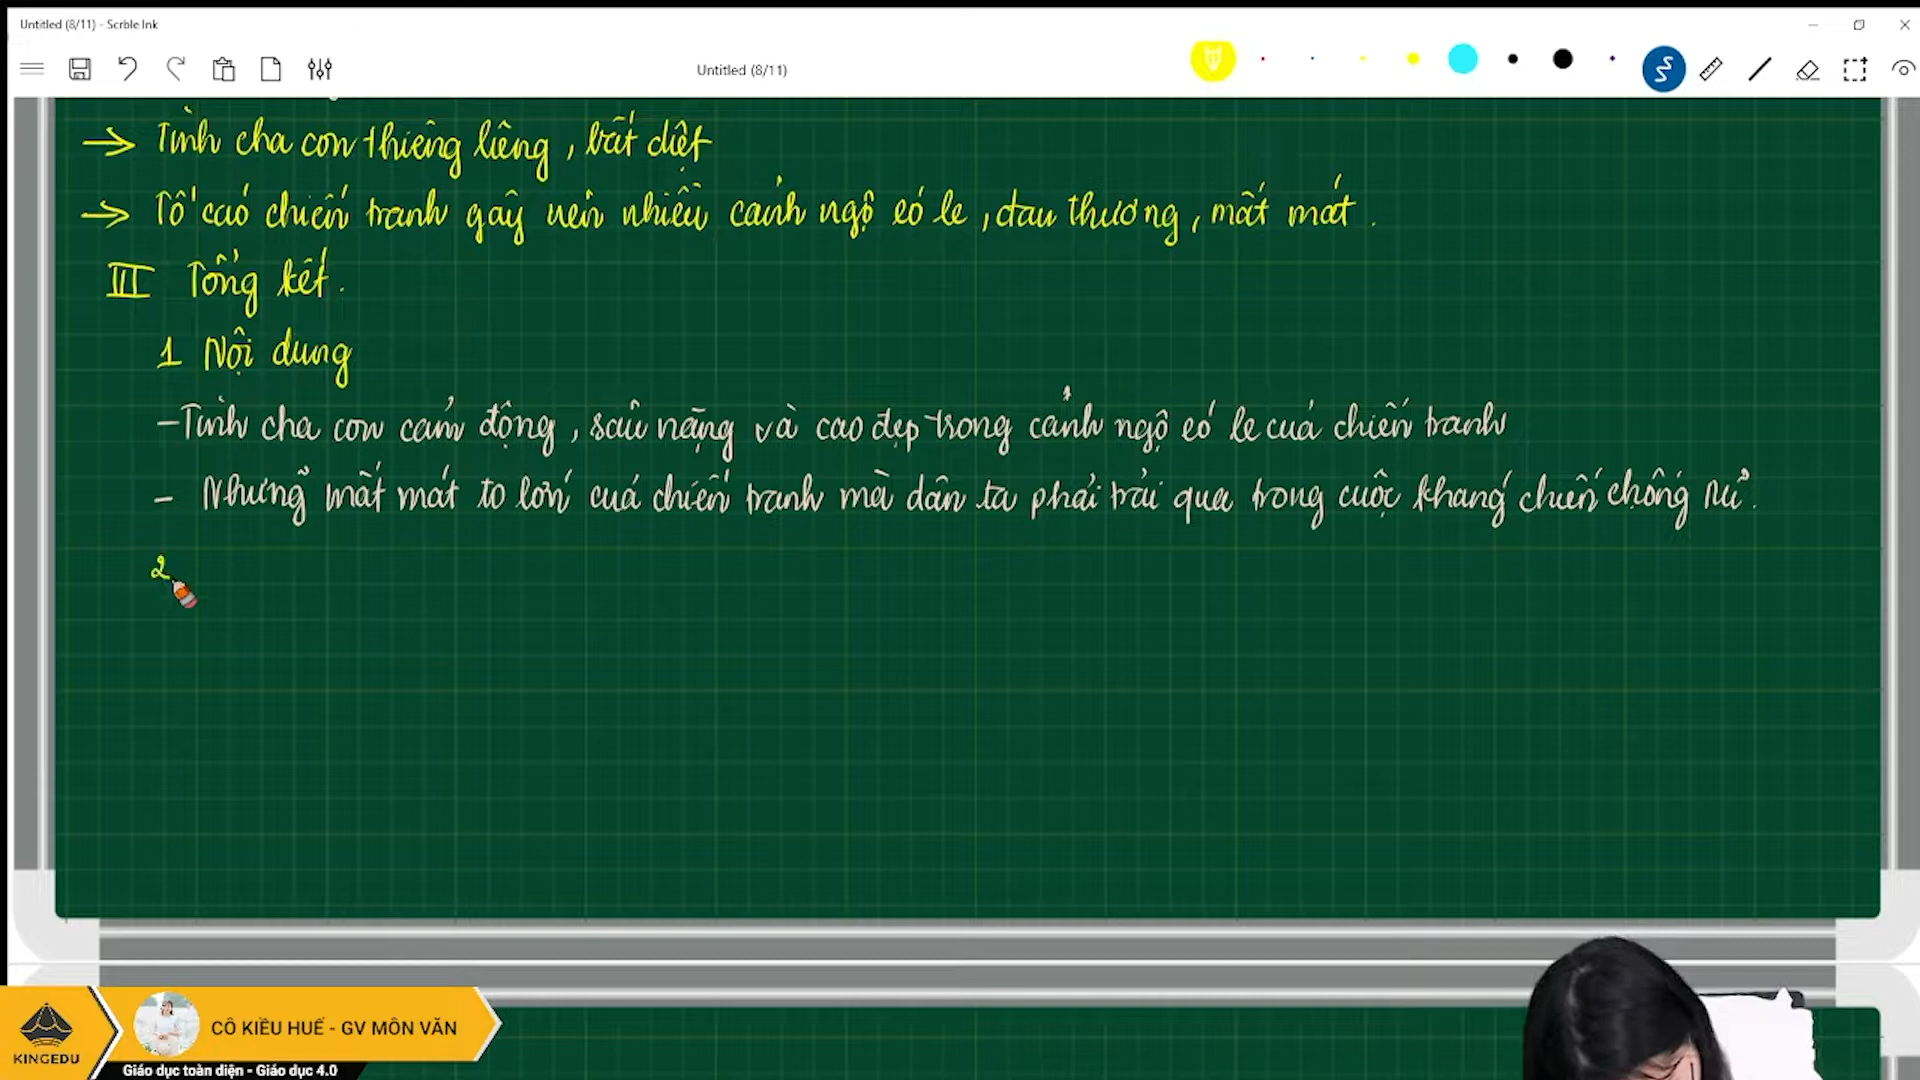 Untitled (8/11) - Scrble Ink
Untitled (8/11)
→ Tình cha con thiêng liêng, bất diệt
→ Tố cáo chiến tranh gây nên nhiều cảnh ngộ éo le, đau thương, mất mát.
III Tổng kết.
1 Nội dung
- Tình cha con cảm động, sâu nặng và cao đẹp trong cảnh ngộ éo le của chiến tranh
- Những mất mát to lớn của chiến tranh mà dân ta phải trải qua trong cuộc kháng chiến chống Mĩ.
2
CÔ KIỀU HUẾ - GV MÔN VĂN
KINGEDU
Giáo dục toàn diện - Giáo dục 4.0